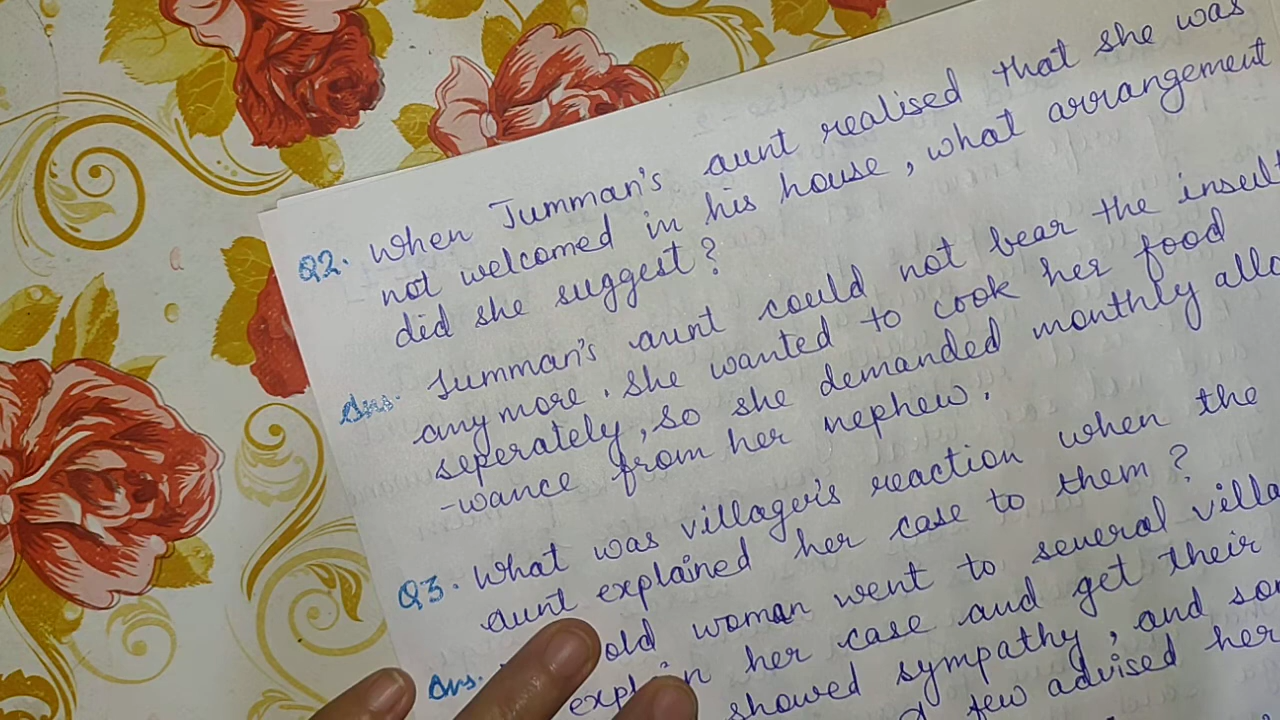 Q2. When Jumman's aunt realised that she was
not welcomed in his house, what arrangement
did she suggest?
Ans. Jumman's aunt could not bear the insult
anymore. She wanted to cook her food
seperately, so she demanded monthly allo
-wance from her nephew.
Q3. What was villager's reaction when the
aunt explained her case to them?
Ans. old woman went to several villa
her case and get their
showed sympathy, and so
few advised her